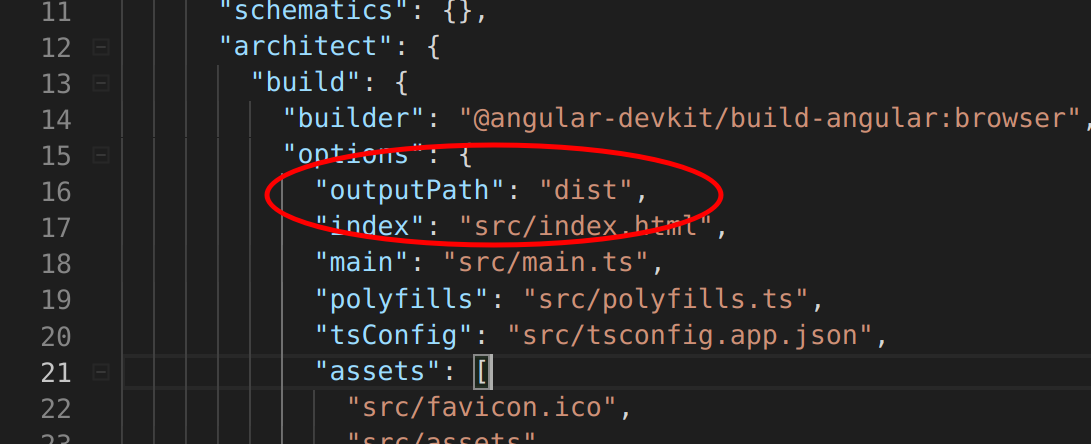 11 "schematics": {},
12 "architect": {
13 "build": {
14 "builder": "@angular-devkit/build-angular:browser",
15 "options": {
16 "outputPath": "dist",
17 "index": "src/index.html",
18 "main": "src/main.ts",
19 "polyfills": "src/polyfills.ts",
20 "tsConfig": "src/tsconfig.app.json",
21 "assets": [
22 "src/favicon.ico",
23 "src/assets"